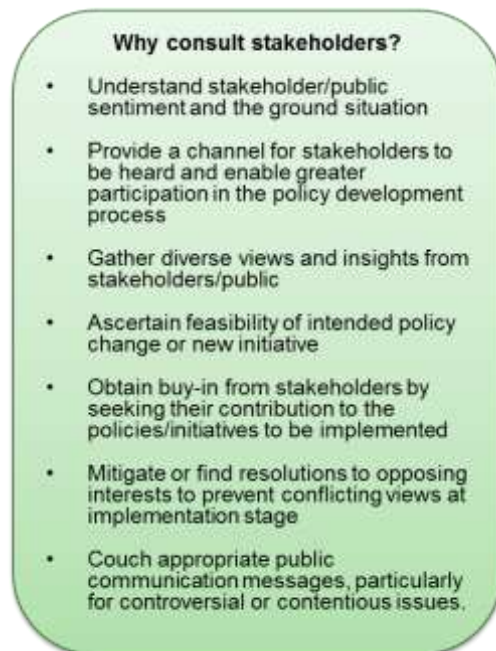 Why consult stakeholders?
• Understand stakeholder/public
sentiment and the ground situation
• Provide a channel for stakeholders to
be heard and enable greater
participation in the policy development
process
• Gather diverse views and insights from
stakeholders/public
• Ascertain feasibility of intended policy
change or new initiative
• Obtain buy-in from stakeholders by
seeking their contribution to the
policies/initiatives to be implemented
• Mitigate or find resolutions to opposing
interests to prevent conflicting views at
implementation stage
• Couch appropriate public
communication messages, particularly
for controversial or contentious issues.